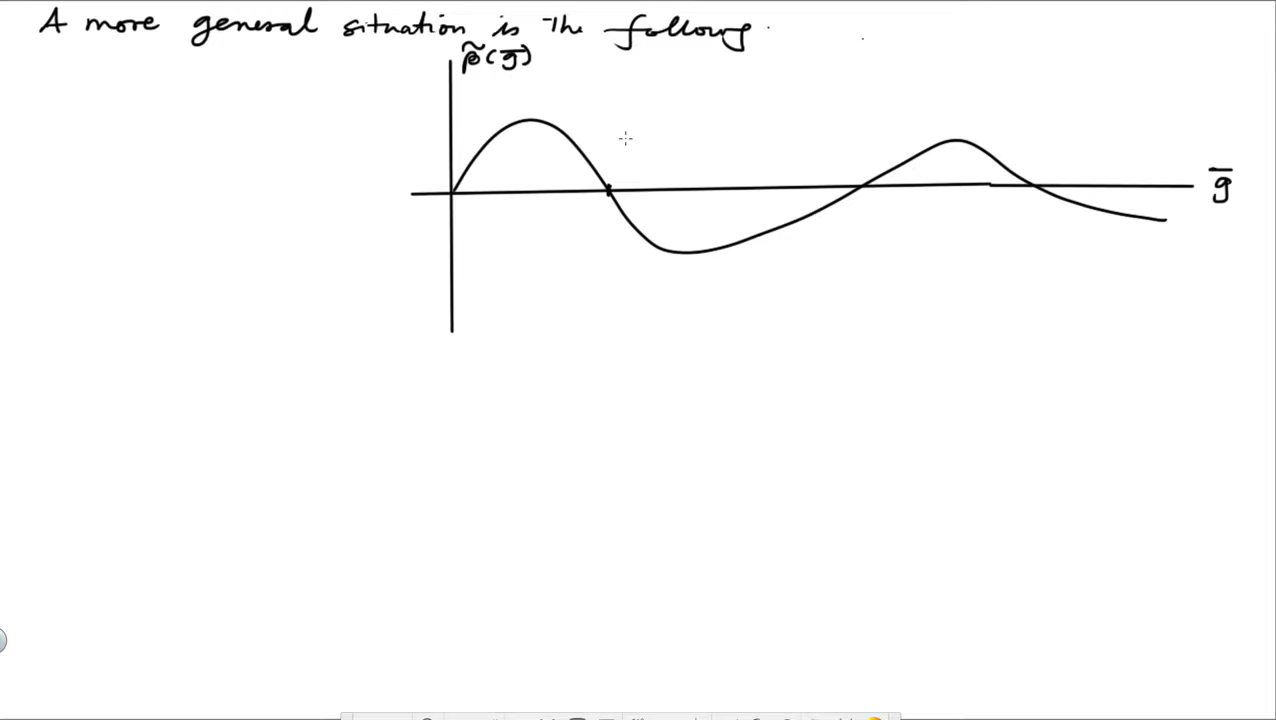 A more general situation is the following.
β̃(g̅)
g̅